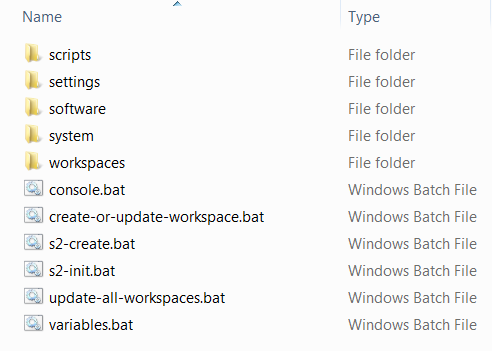 Name Type
scripts File folder
settings File folder
software File folder
system File folder
workspaces File folder
console.bat Windows Batch File
create-or-update-workspace.bat Windows Batch File
s2-create.bat Windows Batch File
s2-init.bat Windows Batch File
update-all-workspaces.bat Windows Batch File
variables.bat Windows Batch File